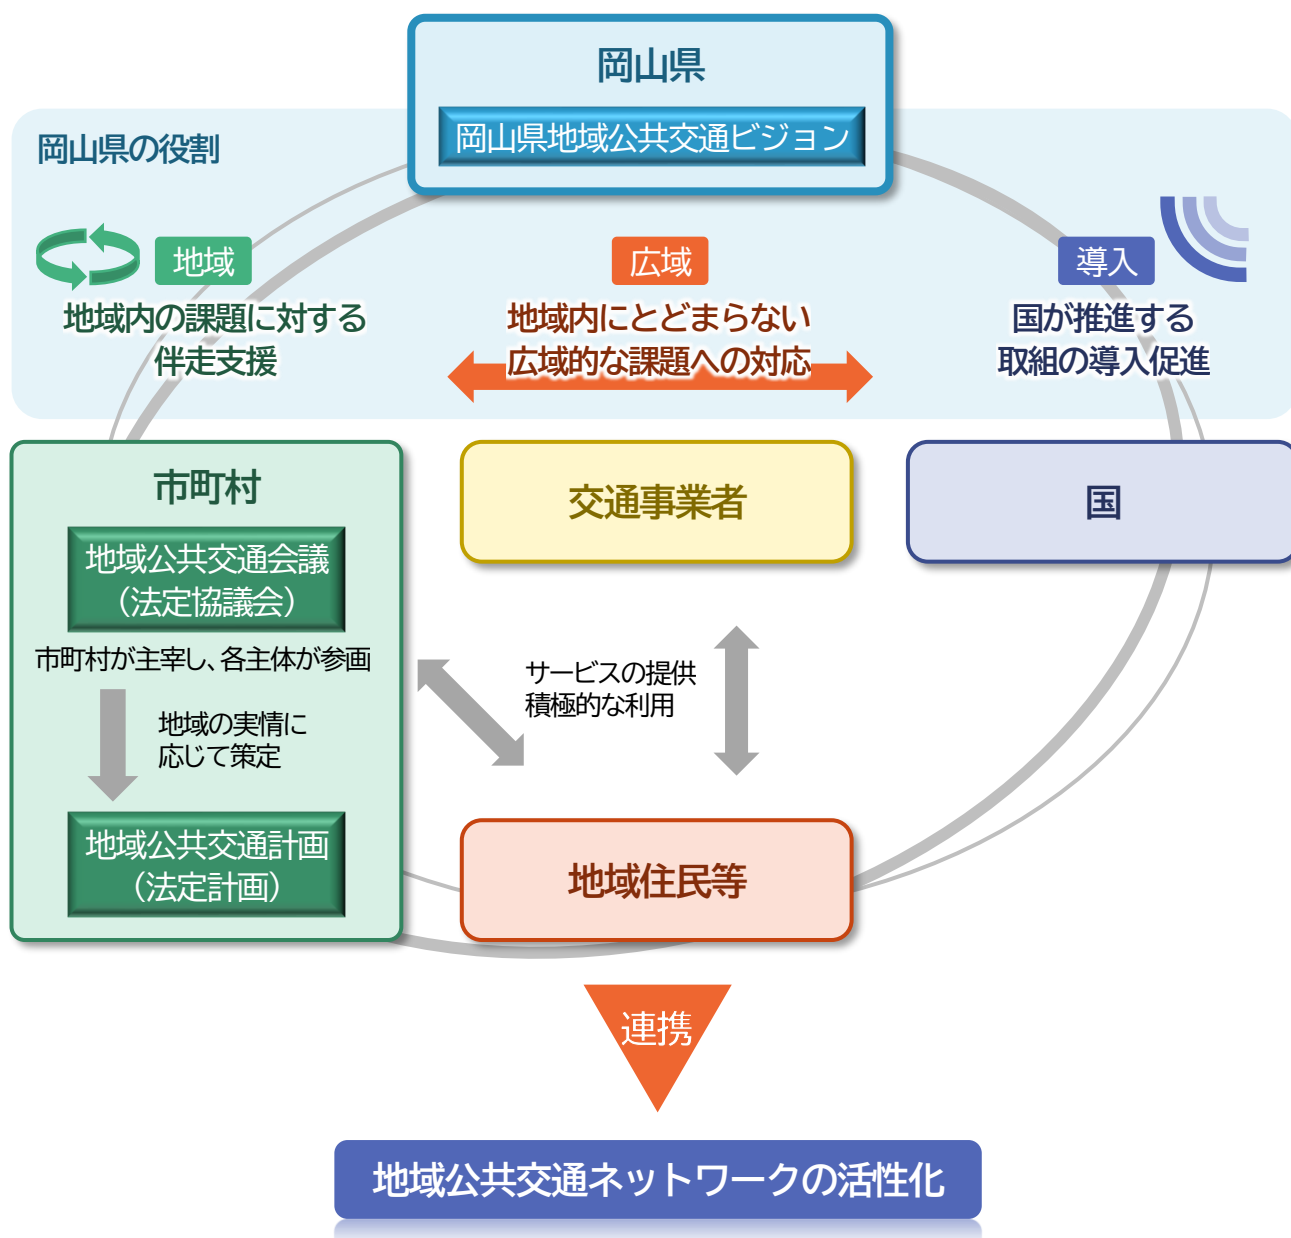 岡山県
岡山県地域公共交通ビジョン
岡山県の役割
地域
地域内の課題に対する
伴走支援
広域
地域内にとどまらない
広域的な課題への対応
導入
国が推進する
取組の導入促進
市町村
地域公共交通会議
（法定協議会）
市町村が主宰し、各主体が参画
地域の実情に
応じて策定
地域公共交通計画
（法定計画）
交通事業者
国
サービスの提供
積極的な利用
地域住民等
連携
地域公共交通ネットワークの活性化